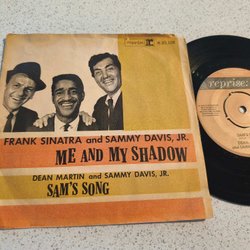 reprise:
FRANK SINATRA and SAMMY DAVIS, JR.
ME AND MY SHADOW
DEAN MARTIN and SAMMY DAVIS, JR.
SAM'S SONG
reprise: